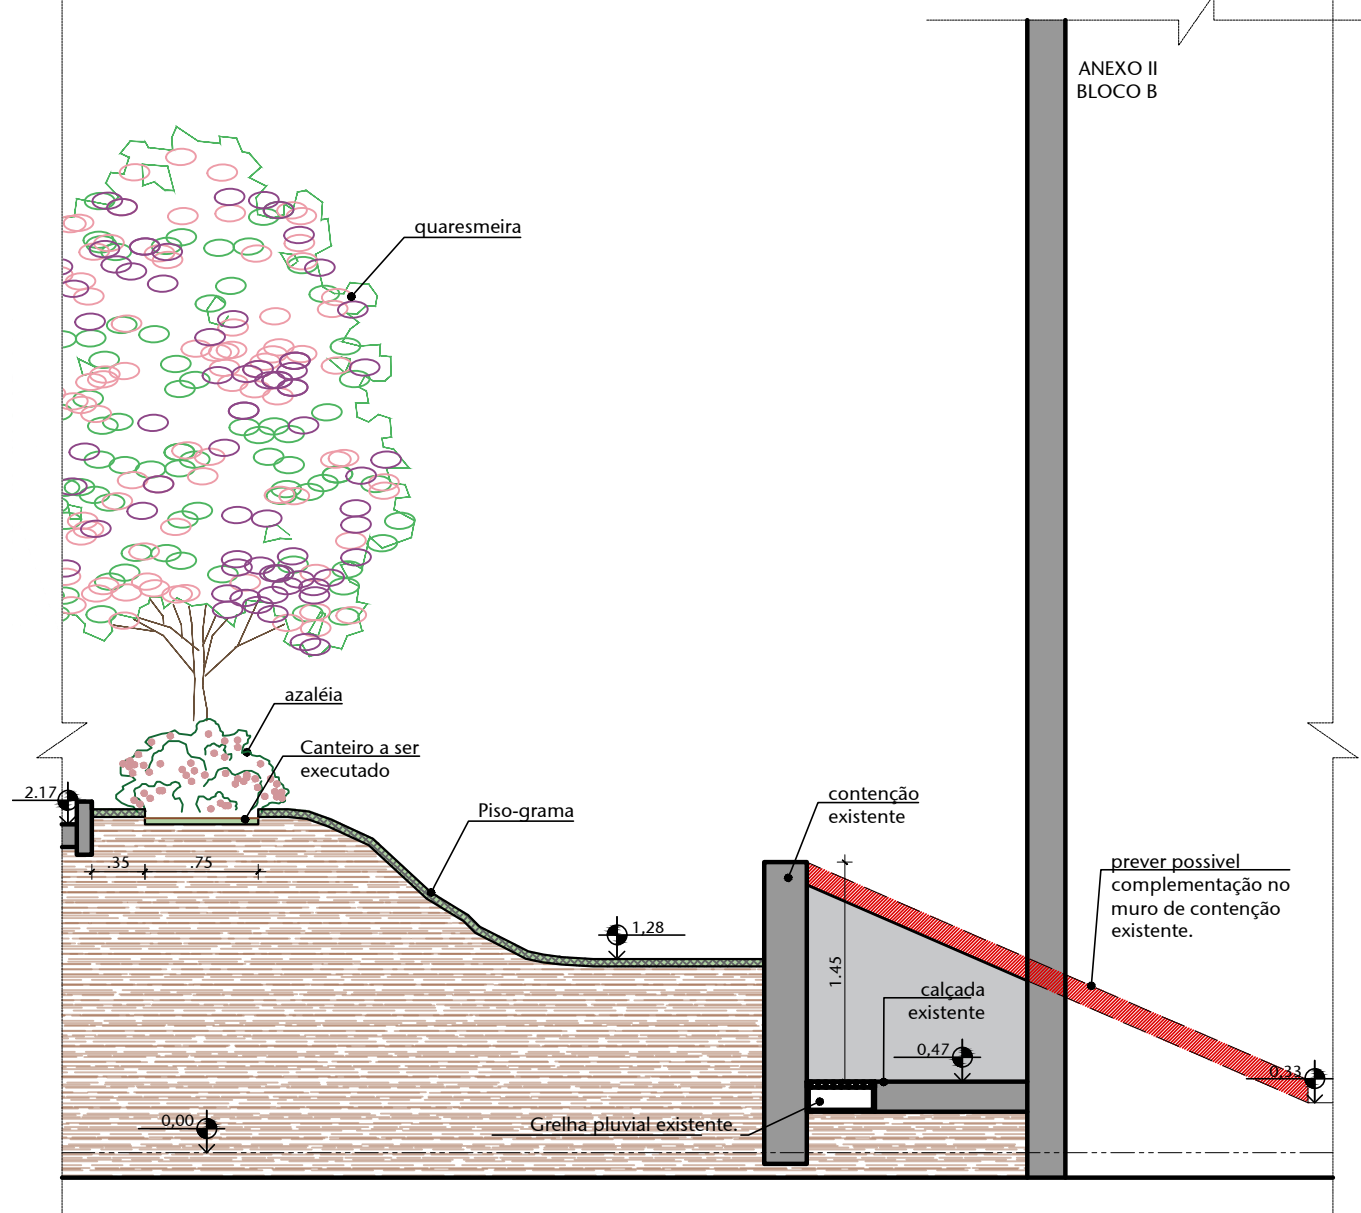 ANEXO II
BLOCO B
quaresmeira
azaléia
Canteiro a ser
executado
2.17
Piso-grama
contenção
existente
.35
.75
prever possivel
complementação no
muro de contenção
existente.
1,28
1.45
calçada
existente
0,47
0,33
0,00
Grelha pluvial existente.